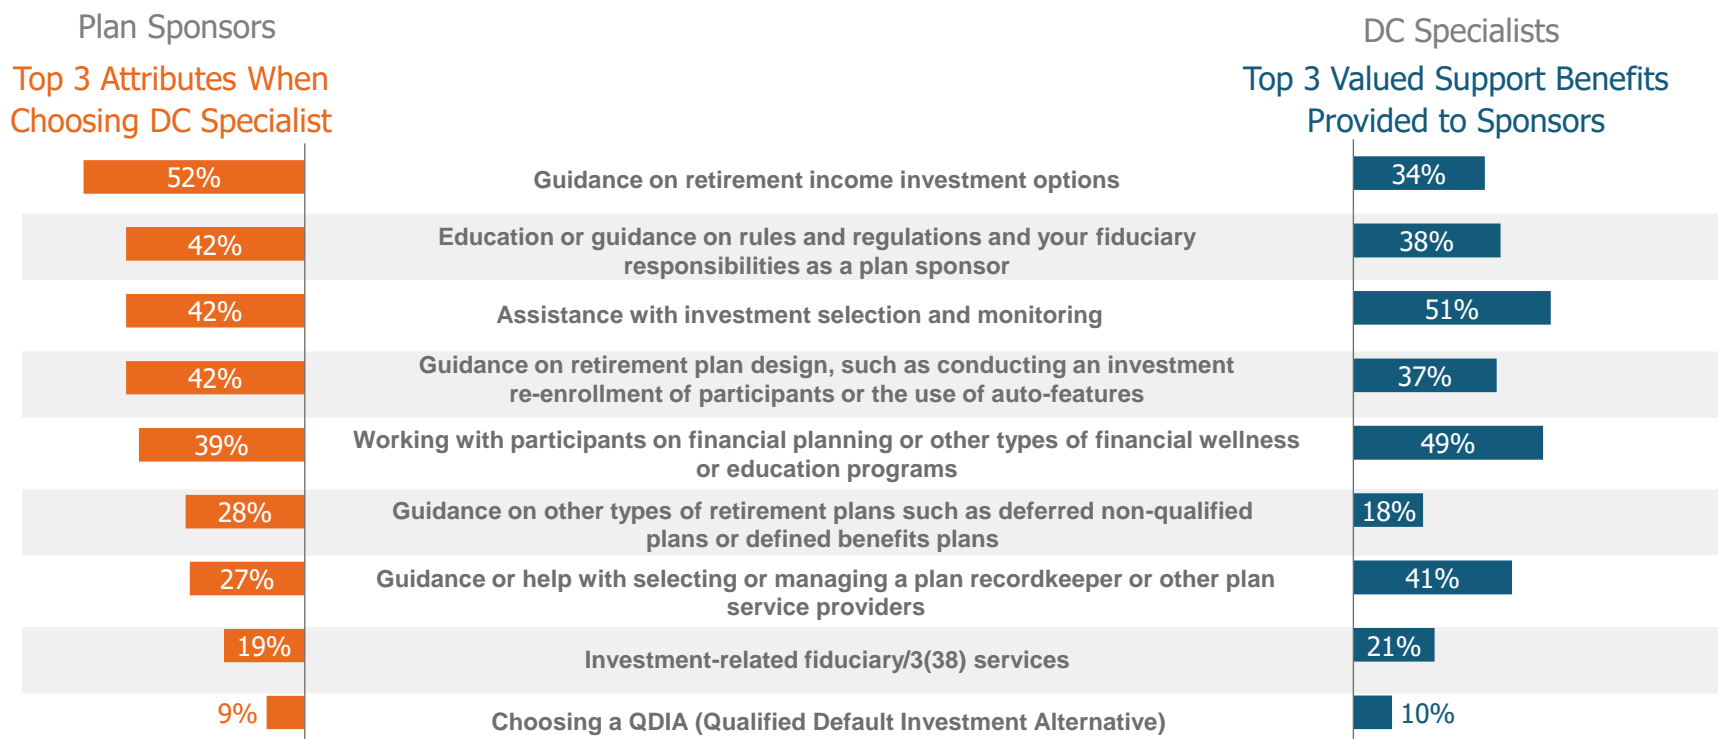 Plan Sponsors
Top 3 Attributes When
Choosing DC Specialist
DC Specialists
Top 3 Valued Support Benefits
Provided to Sponsors
52%
Guidance on retirement income investment options
34%
42%
Education or guidance on rules and regulations and your fiduciary
responsibilities as a plan sponsor
38%
42%
Assistance with investment selection and monitoring
51%
42%
Guidance on retirement plan design, such as conducting an investment
re-enrollment of participants or the use of auto-features
37%
39%
Working with participants on financial planning or other types of financial wellness
or education programs
49%
28%
Guidance on other types of retirement plans such as deferred non-qualified
plans or defined benefits plans
18%
27%
Guidance or help with selecting or managing a plan recordkeeper or other plan
service providers
41%
19%
Investment-related fiduciary/3(38) services
21%
9%
Choosing a QDIA (Qualified Default Investment Alternative)
10%